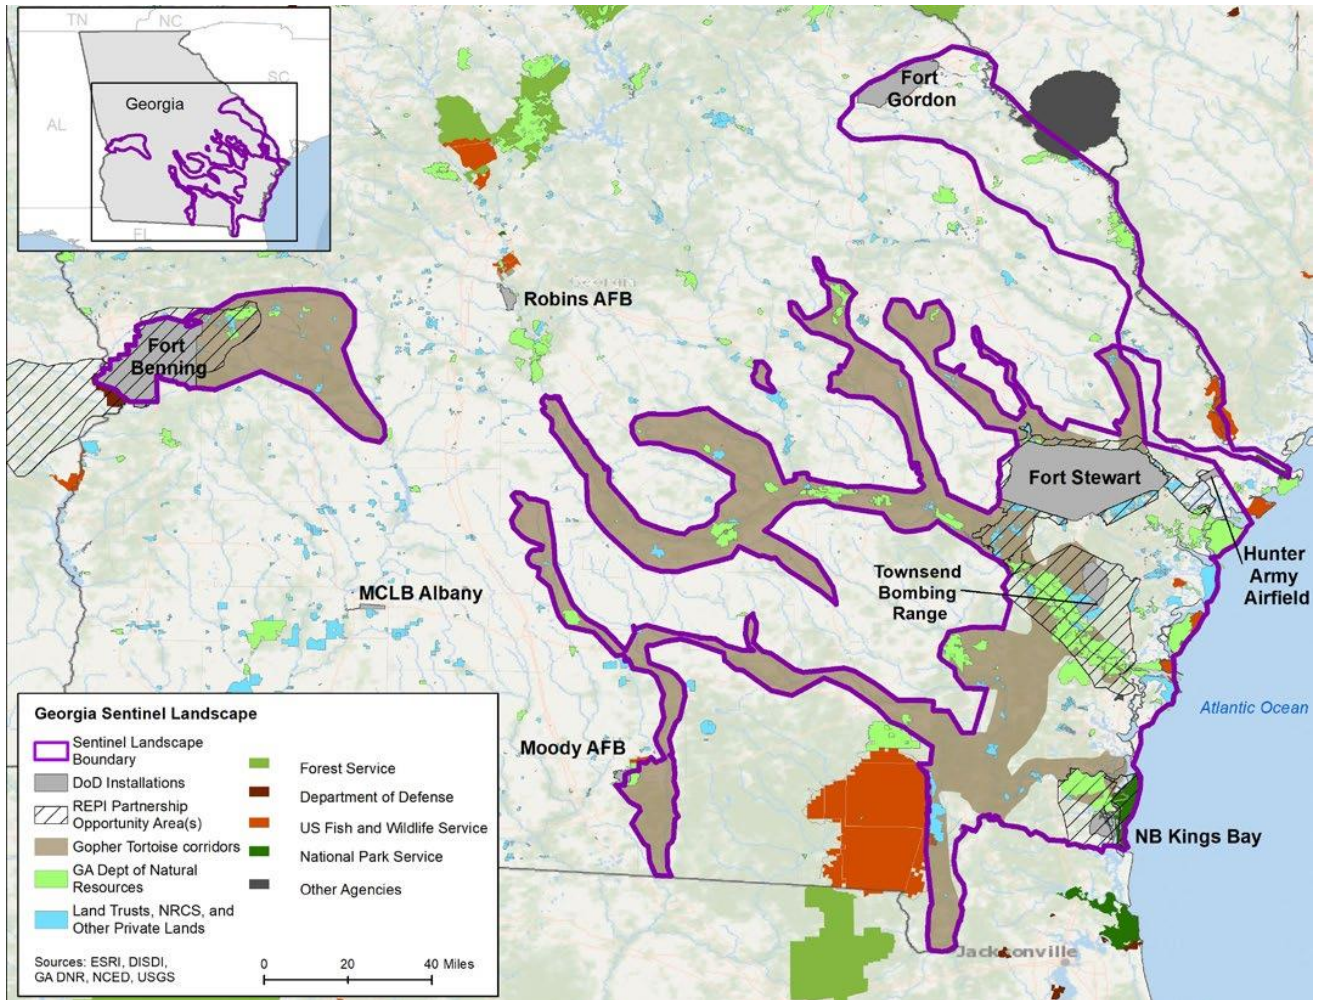 TN
NC
SC
Georgia
AL
FL
Fort
Gordon
Robins AFB
Fort
Benning
Fort Stewart
Hunter
Army
Airfield
Townsend
Bombing
Range
MCLB Albany
Atlantic Ocean
Moody AFB
NB Kings Bay
Jacksonville
Georgia Sentinel Landscape
Sentinel Landscape
Boundary
DoD Installations
REPI Partnership
Opportunity Area(s)
Gopher Tortoise corridors
GA Dept of Natural
Resources
Land Trusts, NRCS, and
Other Private Lands
Forest Service
Department of Defense
US Fish and Wildlife Service
National Park Service
Other Agencies
Sources: ESRI, DISDI,
GA DNR, NCED, USGS
0 20 40 Miles